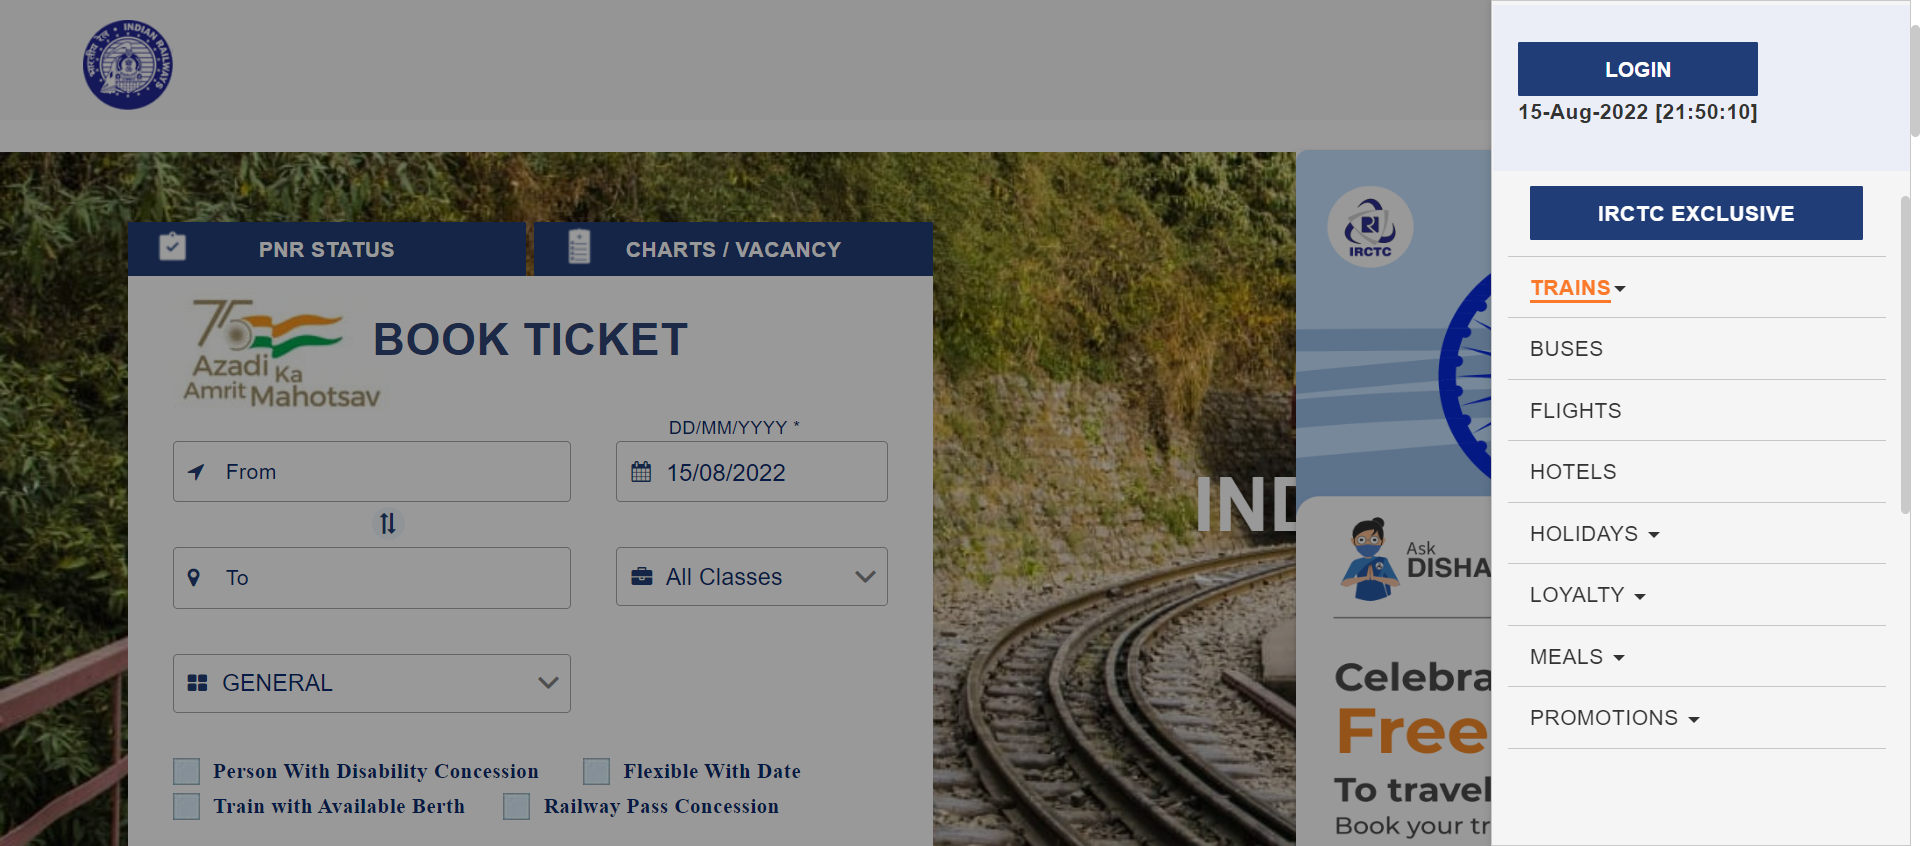 भारतीय रेल • INDIAN RAILWAYS
PNR STATUS
CHARTS / VACANCY
75
Azadi Ka
Amrit Mahotsav
BOOK TICKET
DD/MM/YYYY *
From
15/08/2022
To
All Classes
GENERAL
Person With Disability Concession
Flexible With Date
Train with Available Berth
Railway Pass Concession
IND
IRCTC
Ask
DISHA
Celebra
Free
To travel
Book your tr
LOGIN
15-Aug-2022 [21:50:10]
IRCTC EXCLUSIVE
TRAINS
BUSES
FLIGHTS
HOTELS
HOLIDAYS
LOYALTY
MEALS
PROMOTIONS